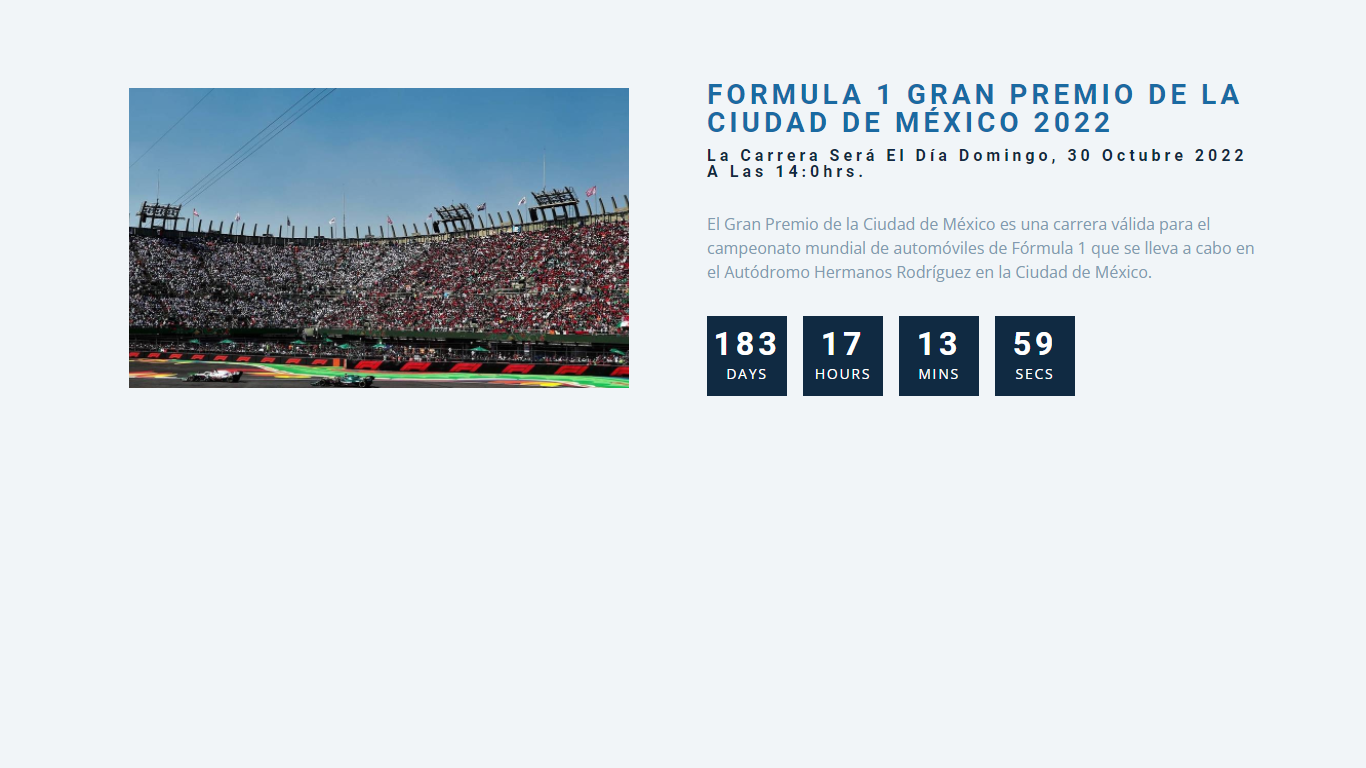 FORMULA 1 GRAN PREMIO DE LA
CIUDAD DE MÉXICO 2022
La Carrera Será El Día Domingo, 30 Octubre 2022
A Las 14:0hrs.
El Gran Premio de la Ciudad de México es una carrera válida para el
campeonato mundial de automóviles de Fórmula 1 que se lleva a cabo en
el Autódromo Hermanos Rodríguez en la Ciudad de México.
183 17 13 59
DAYS HOURS MINS SECS